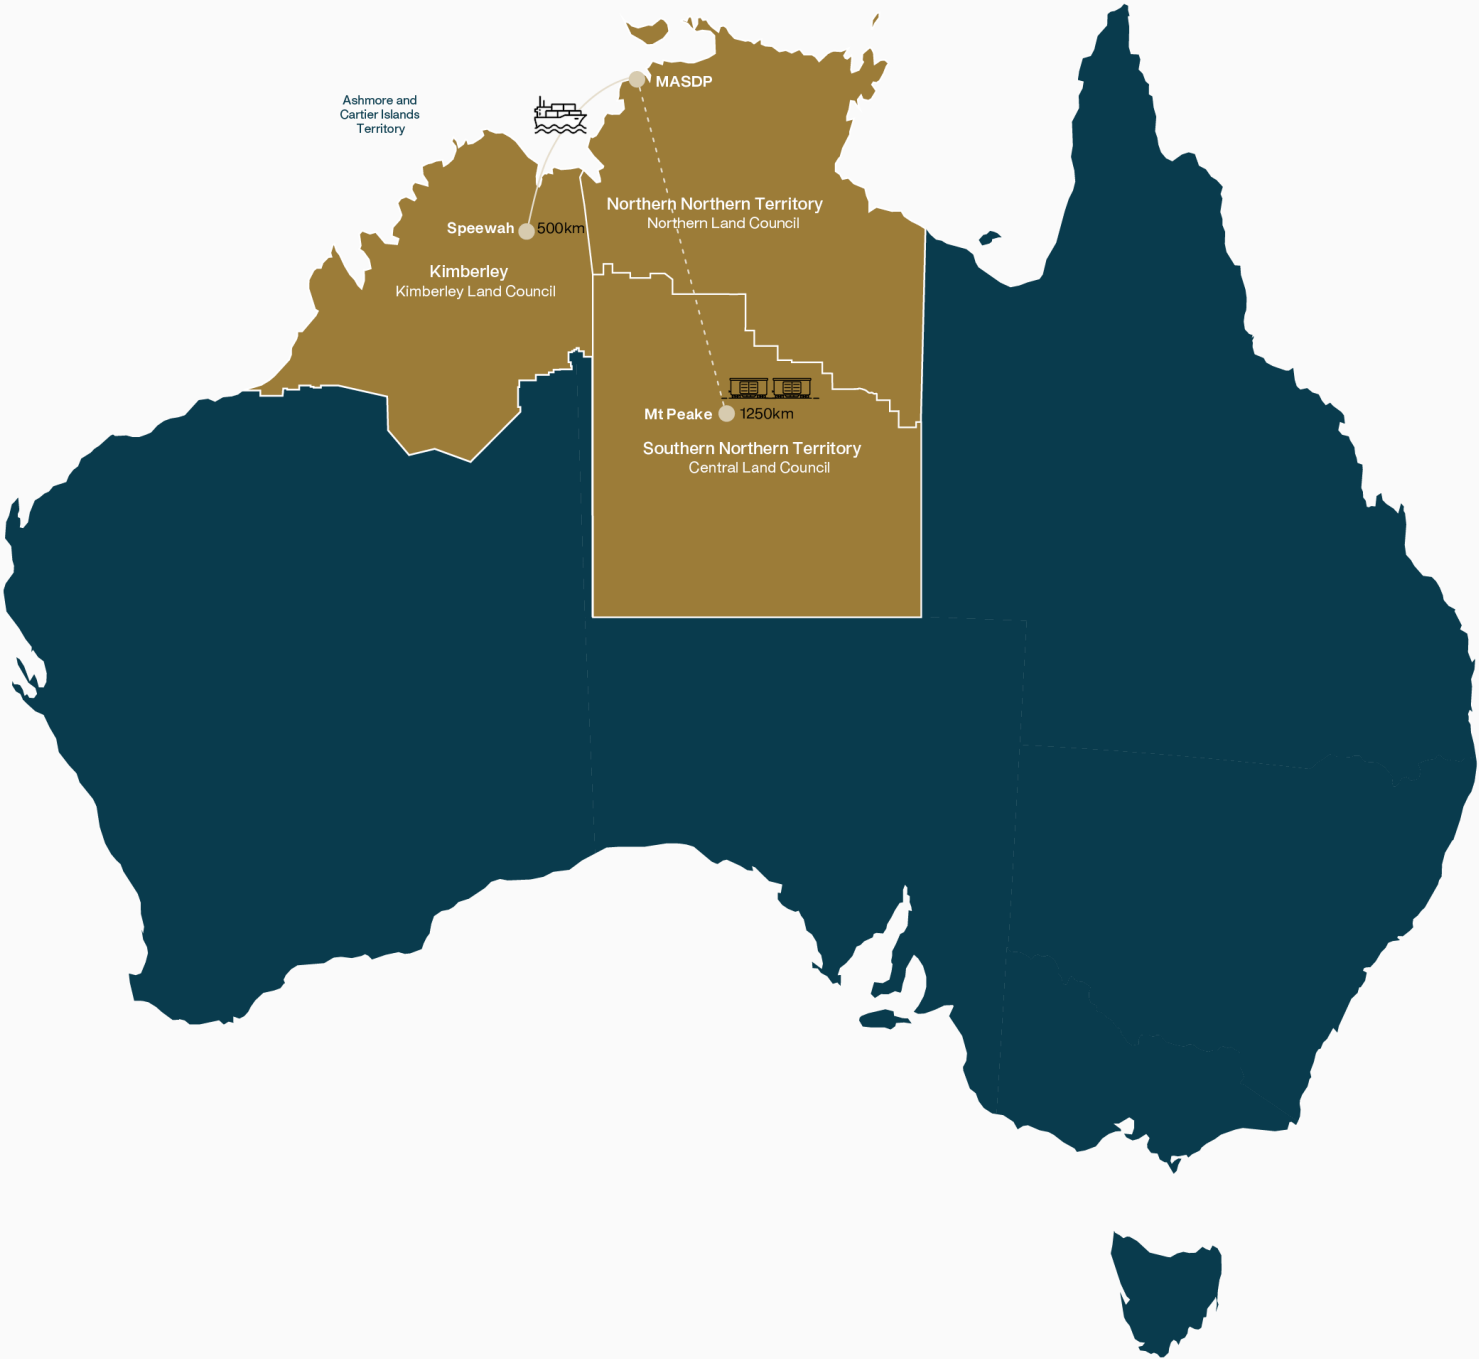 MASDP
Ashmore and
Cartier Islands
Territory
Northern Northern Territory
Northern Land Council
Speewah
500km
Kimberley
Kimberley Land Council
Mt Peake
1250km
Southern Northern Territory
Central Land Council